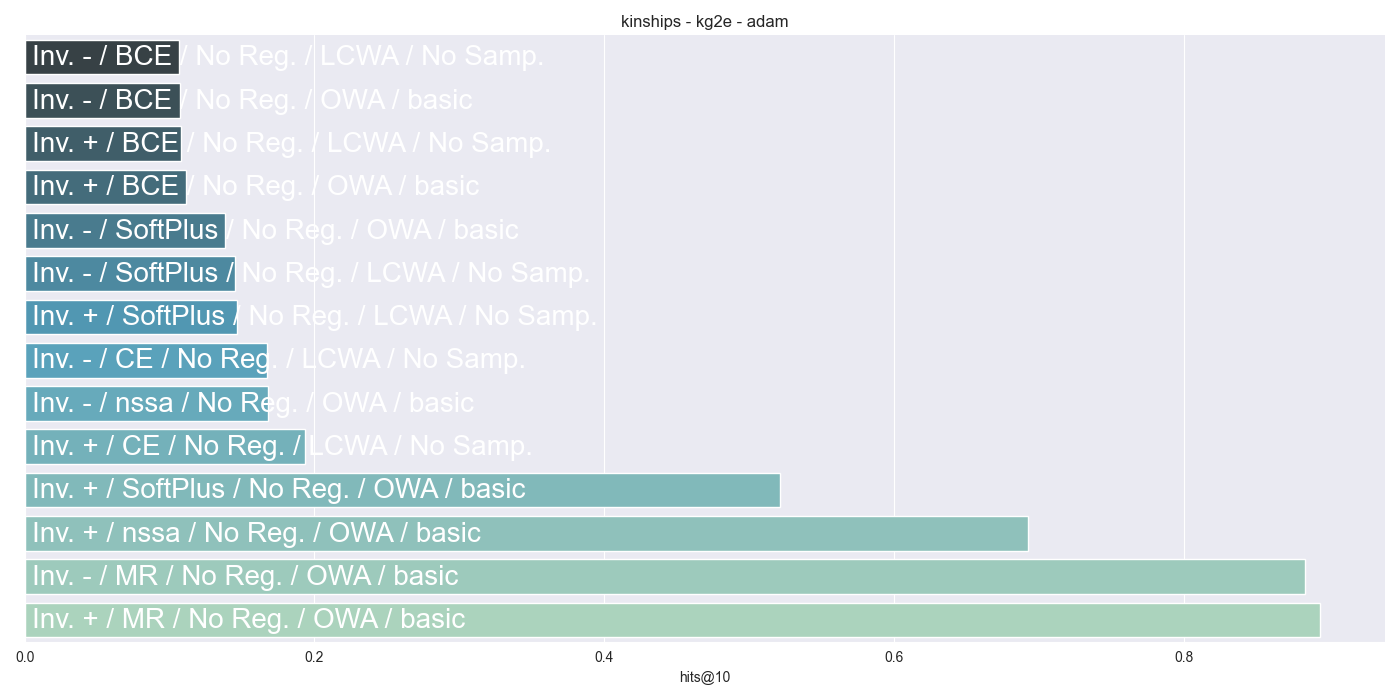 kinships - kg2e - adam
Inv. - / BCE / No Reg. / LCWA / No Samp.
Inv. - / BCE / No Reg. / OWA / basic
Inv. + / BCE / No Reg. / LCWA / No Samp.
Inv. + / BCE / No Reg. / OWA / basic
Inv. - / SoftPlus / No Reg. / OWA / basic
Inv. - / SoftPlus / No Reg. / LCWA / No Samp.
Inv. + / SoftPlus / No Reg. / LCWA / No Samp.
Inv. - / CE / No Reg. / LCWA / No Samp.
Inv. - / nssa / No Reg. / OWA / basic
Inv. + / CE / No Reg. / LCWA / No Samp.
Inv. + / SoftPlus / No Reg. / OWA / basic
Inv. + / nssa / No Reg. / OWA / basic
Inv. - / MR / No Reg. / OWA / basic
Inv. + / MR / No Reg. / OWA / basic
0.0 0.2 0.4 0.6 0.8
hits@10